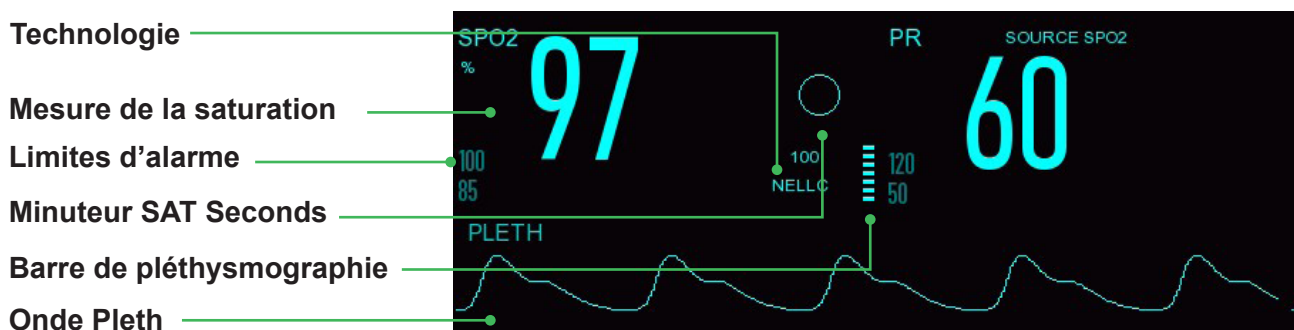 Technologie
SPO2
%
97
PR
SOURCE SPO2
60
Mesure de la saturation
Limites d'alarme
100
85
100
NELLC
120
50
Minuteur SAT Seconds
PLETH
Barre de pléthysmographie
Onde Pleth